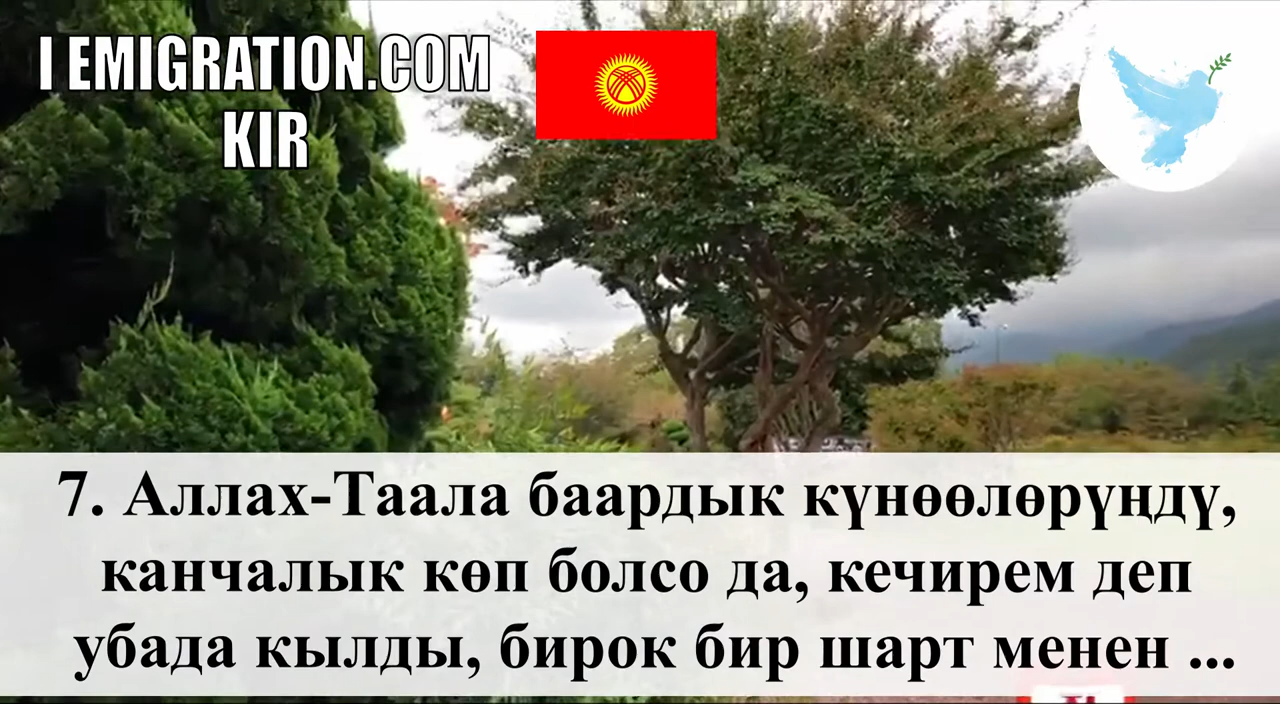 I EMIGRATION.COM
KIR
7. Аллах-Таала баардык күнөөлөрүңдү,
канчалык көп болсо да, кечирем деп
убада кылды, бирок бир шарт менен ...